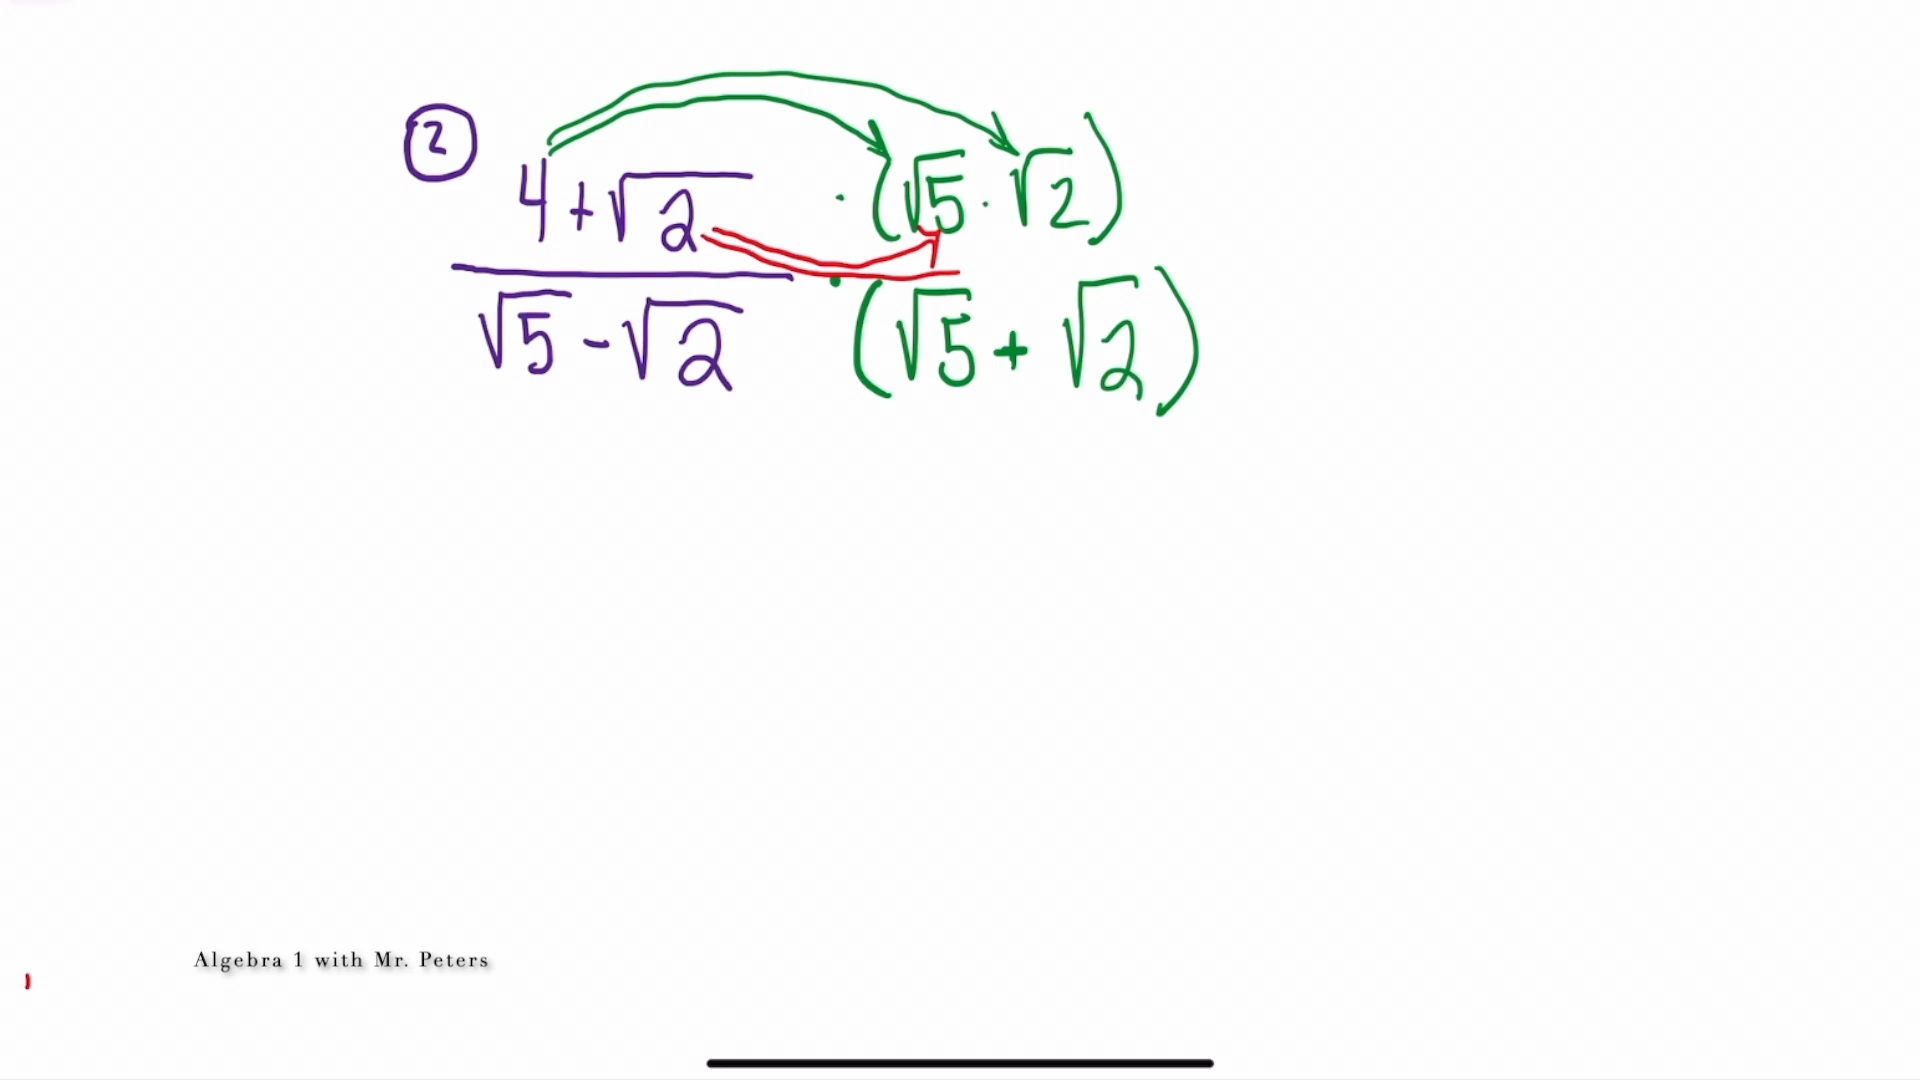 ②
4+√2 · (√5 · √2)
√5 - √2 · (√5 + √2)
Algebra 1 with Mr. Peters